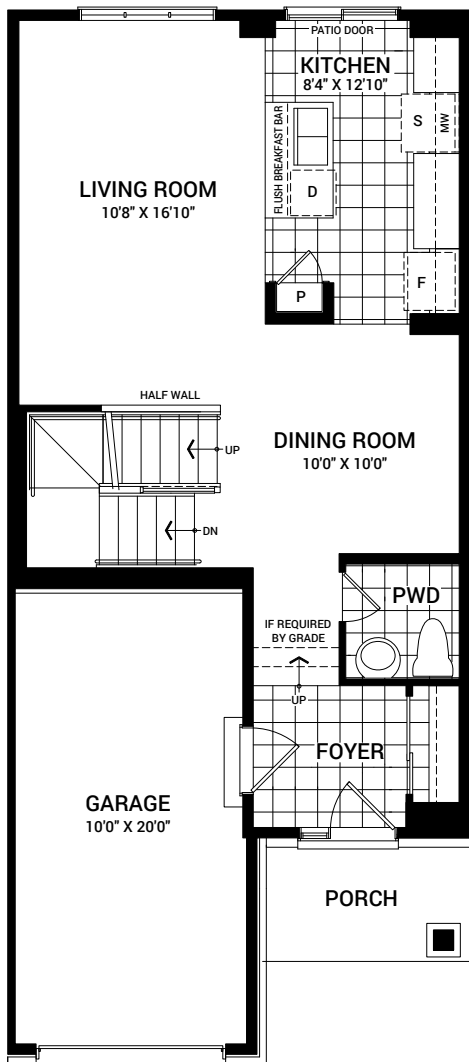 PATIO DOOR
KITCHEN
8'4" X 12'10"
S
MW
FLUSH BREAKFAST BAR
D
LIVING ROOM
10'8" X 16'10"
F
P
HALF WALL
UP
DINING ROOM
10'0" X 10'0"
DN
PWD
IF REQUIRED
BY GRADE
UP
FOYER
GARAGE
10'0" X 20'0"
PORCH